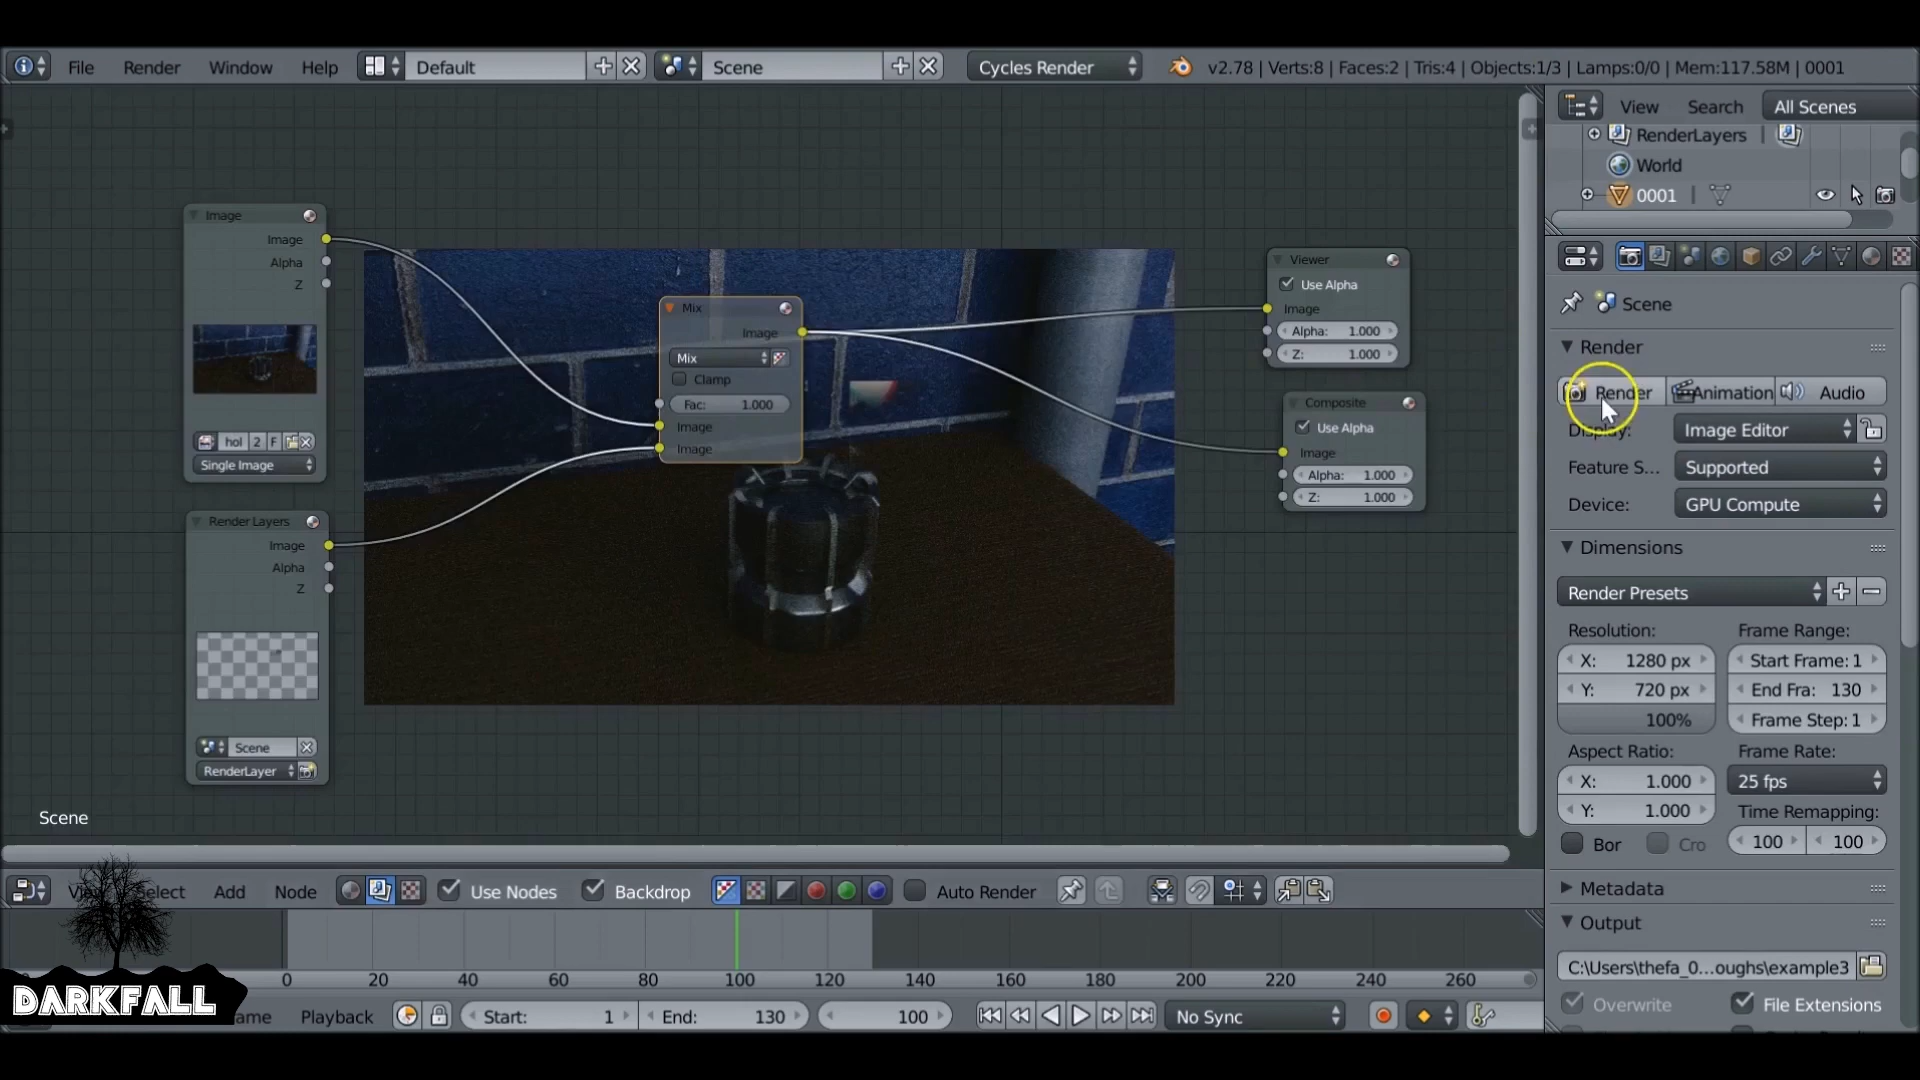 File Render Window Help Default Scene Cycles Render v2.78 | Verts:8 | Faces:2 | Tris:4 | Objects:1/3 | Lamps:0/0 | Mem:117.58M | 0001
View Search All Scenes
RenderLayers
World
0001
Scene
Render
Render Animation Audio
Display: Image Editor
Feature S... Supported
Device: GPU Compute
Dimensions
Render Presets
Resolution: Frame Range:
X: 1280 px Start Frame: 1
Y: 720 px End Fra: 130
100% Frame Step: 1
Aspect Ratio: Frame Rate:
X: 1.000 25 fps
Y: 1.000 Time Remapping:
Bor Cro 100 100
Metadata
Output
C:\Users\thefa_0...oughs\example3
Overwrite File Extensions
Image
Image
Alpha
Z
hol 2 F
Single Image
Render Layers
Image
Alpha
Z
Scene
RenderLayer
Mix
Image
Mix
Clamp
Fac: 1.000
Image
Image
Viewer
Use Alpha
Image
Alpha: 1.000
Z: 1.000
Composite
Use Alpha
Image
Alpha: 1.000
Z: 1.000
Scene
Add Node Use Nodes Backdrop Auto Render
0 20 40 60 80 100 120 140 160 180 200 220 240 260
Playback Start: 1 End: 130 100 No Sync
DARKFALL